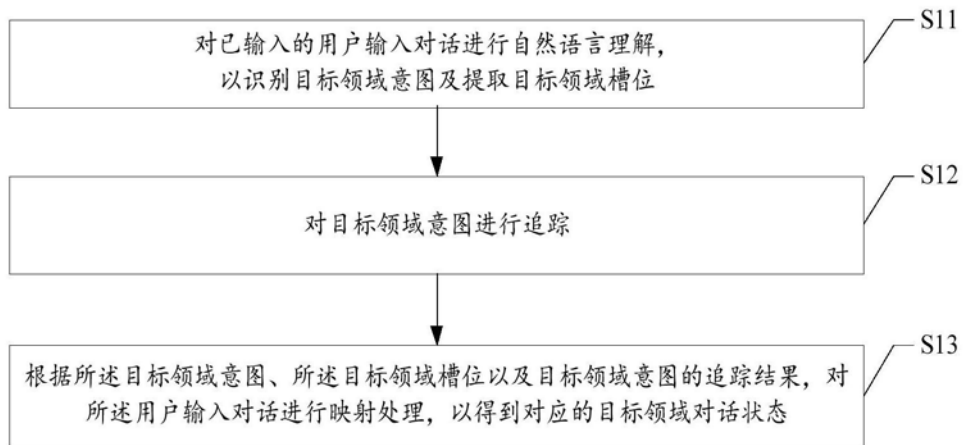 S11
对已输入的用户输入对话进行自然语言理解,
以识别目标领域意图及提取目标领域槽位
S12
对目标领域意图进行追踪
S13
根据所述目标领域意图、所述目标领域槽位以及目标领域意图的追踪结果,对
所述用户输入对话进行映射处理,以得到对应的目标领域对话状态